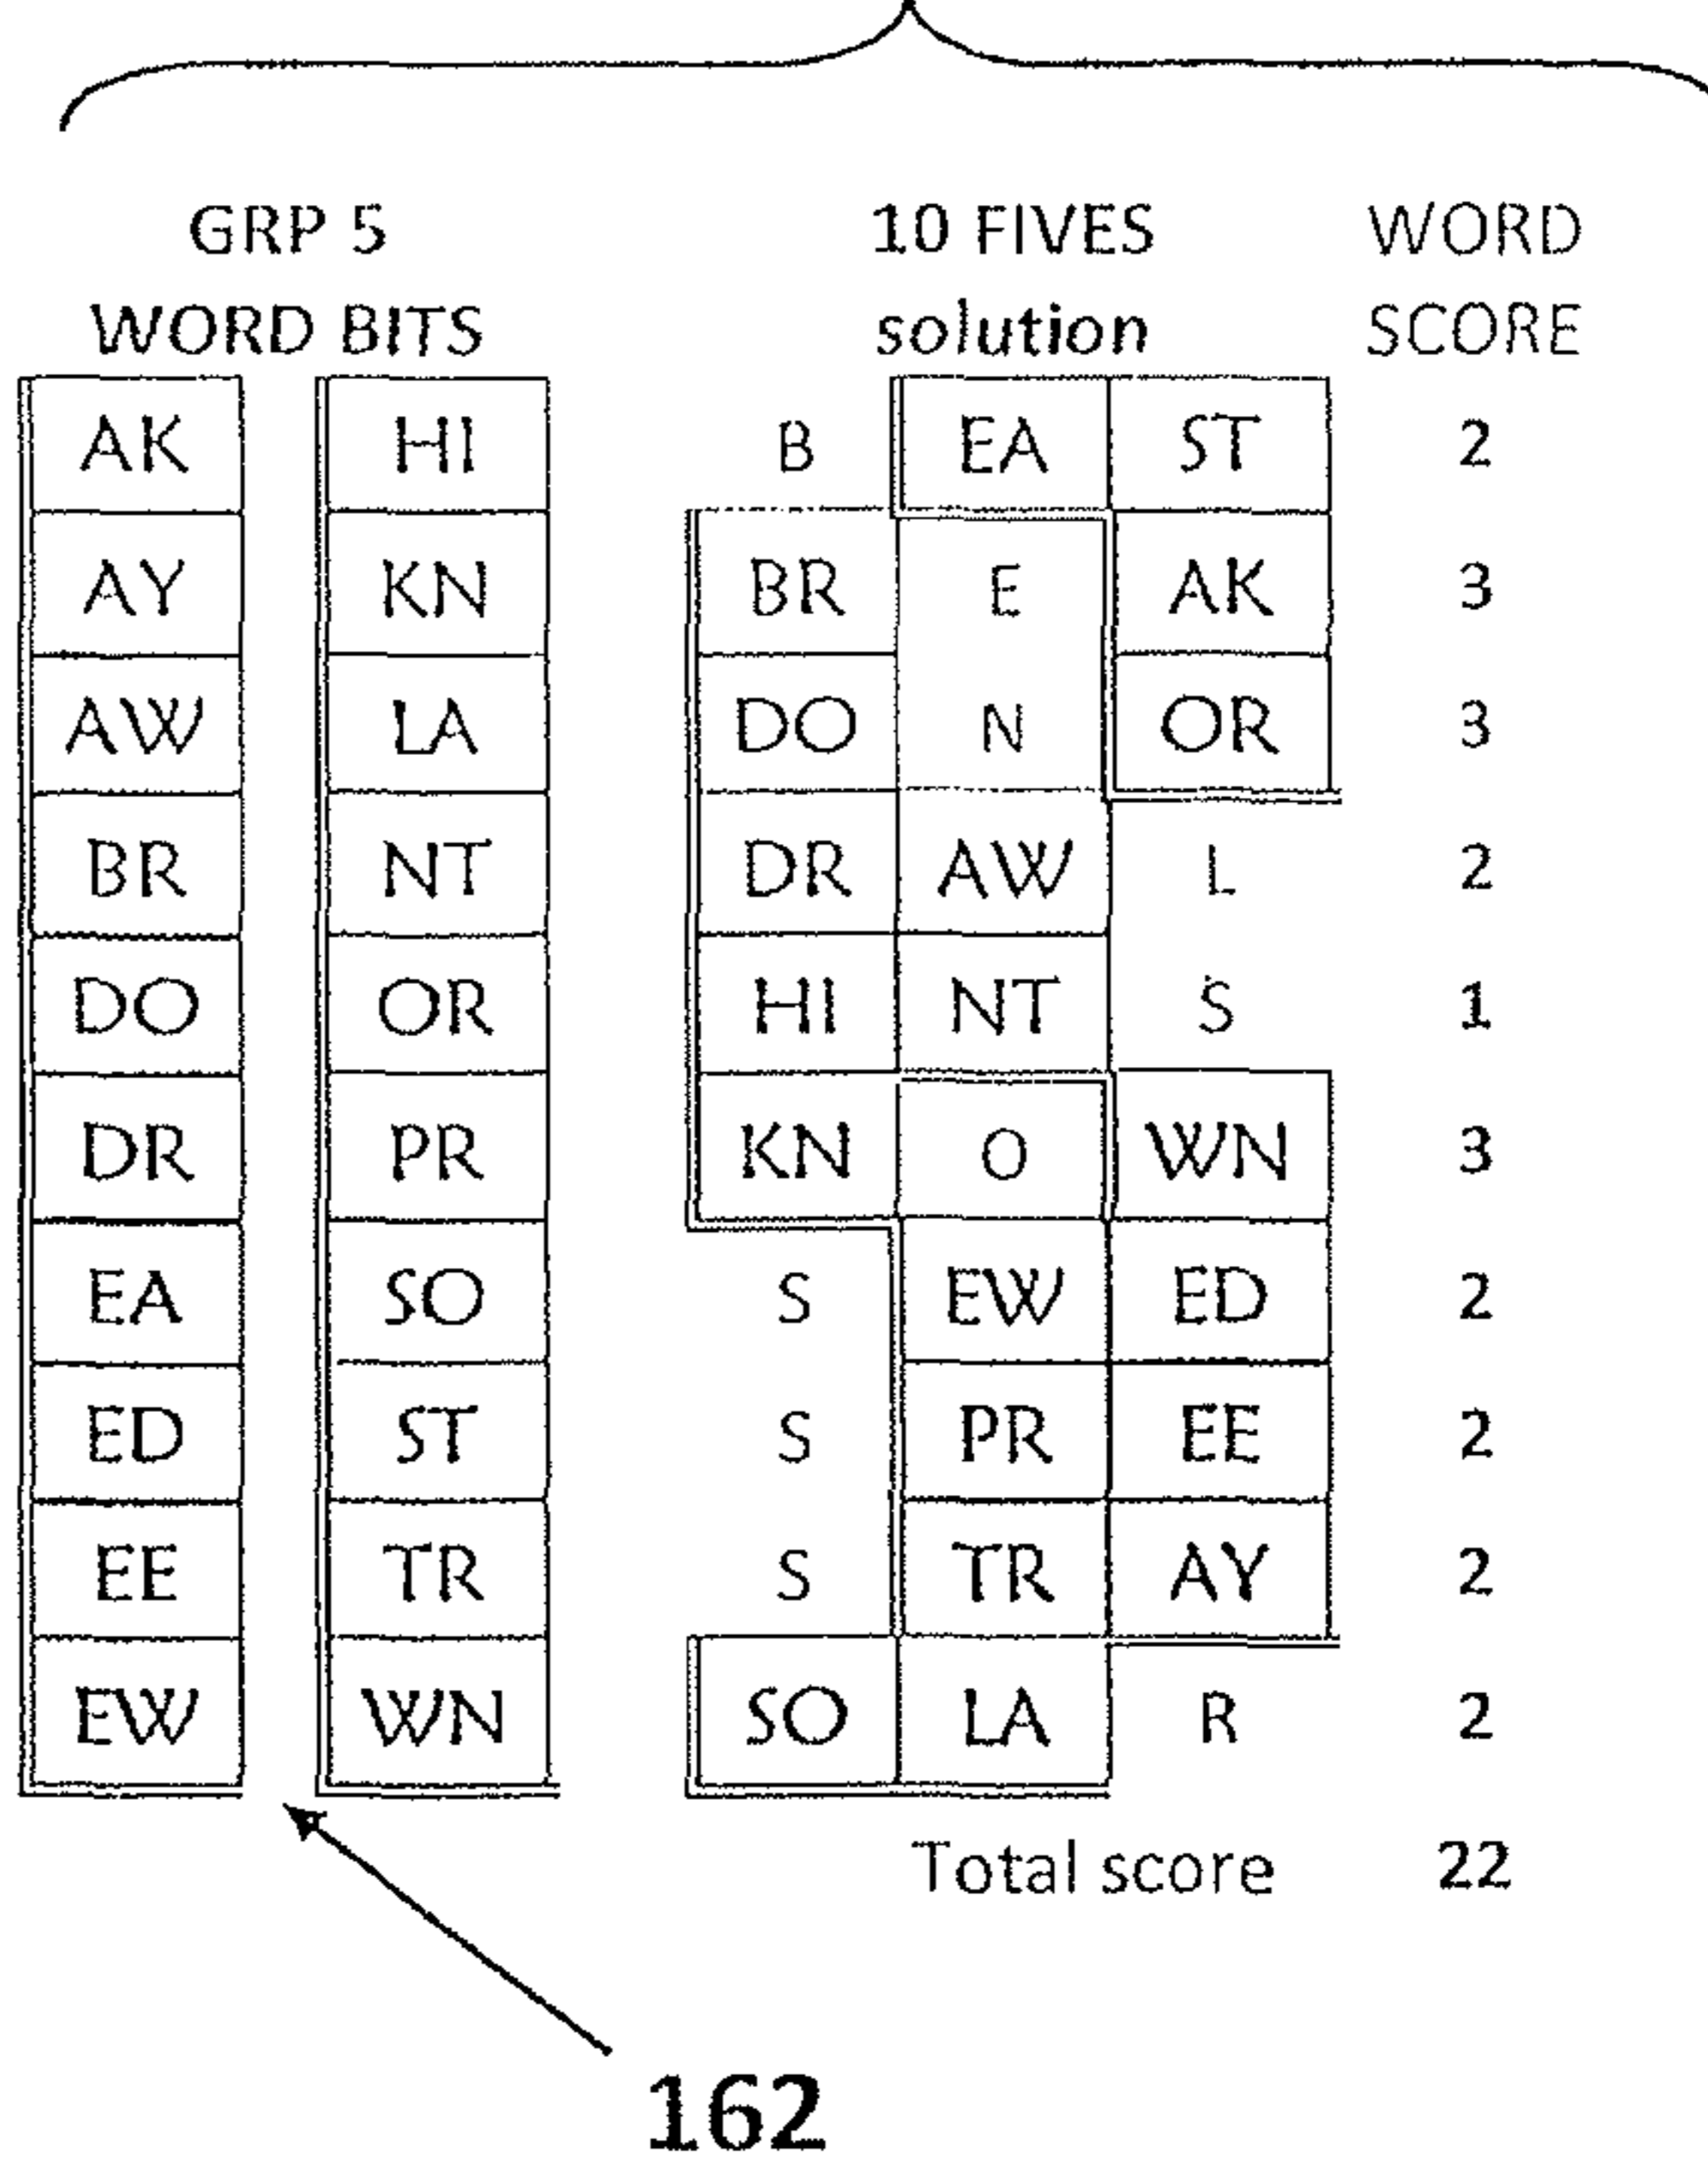 GRP 5 10 FIVES WORD
WORD BITS solution SCORE
AK HI B EA ST 2
AY KN BR E AK 3
AW LA DO N OR 3
BR NT DR AW L 2
DO OR HI NT S 1
DR PR KN O WN 3
EA SO S EW ED 2
ED ST S PR EE 2
EE TR S TR AY 2
EW WN SO LA R 2
Total score 22
162